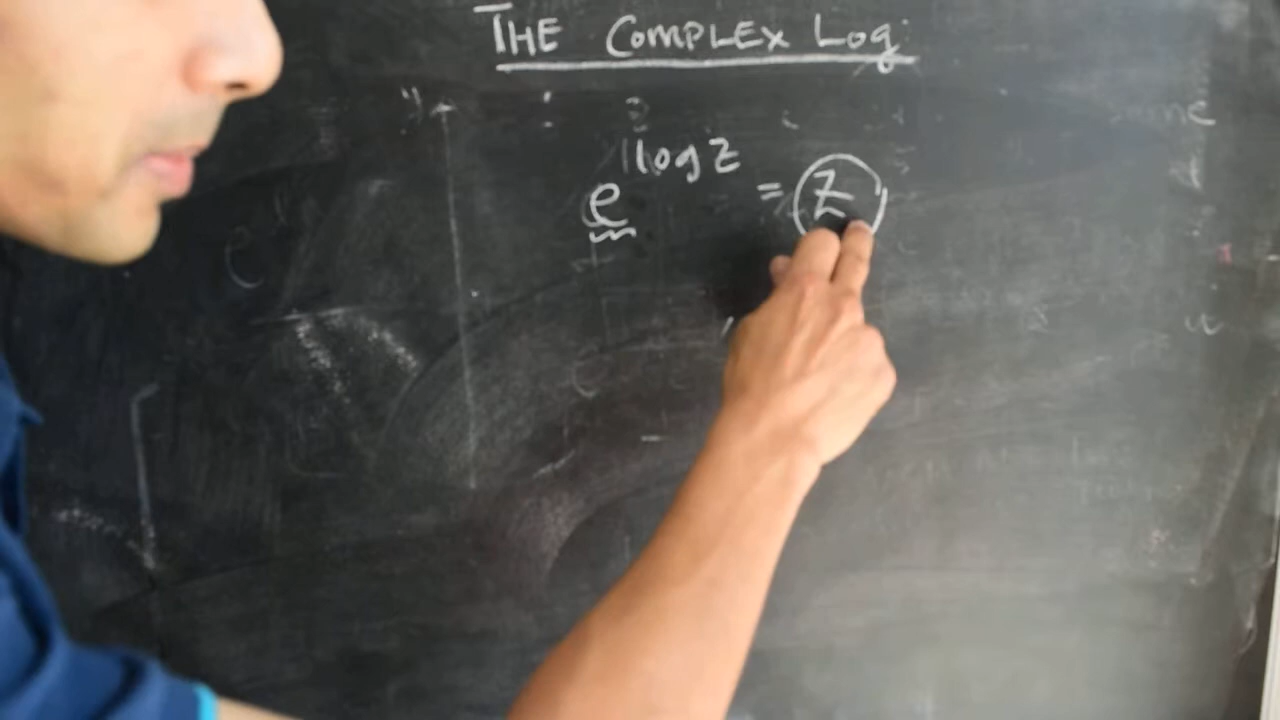 THE COMPLEX LOG
e^{log z} = z